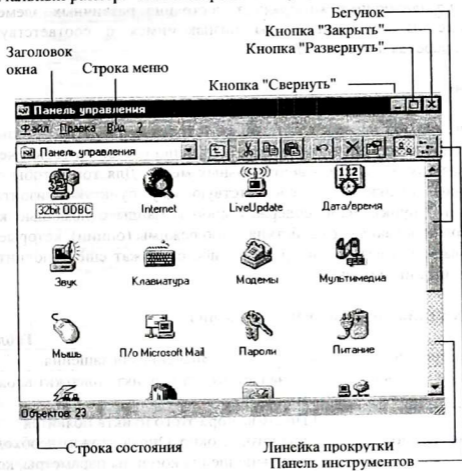 Бегунок
Кнопка "Закрыть"
Заголовок окна
Кнопка "Развернуть"
Строка меню
Кнопка "Свернуть"
Панель управления
Файл Правка Вид ?
Панель управления
32bit ODBC Internet LiveUpdate Дата/время
Звук Клавиатура Модемы Мультимедиа
Мышь П/о Microsoft Mail Пароли Питание
Объектов: 23
Строка состояния
Линейка прокрутки
Панель инструментов